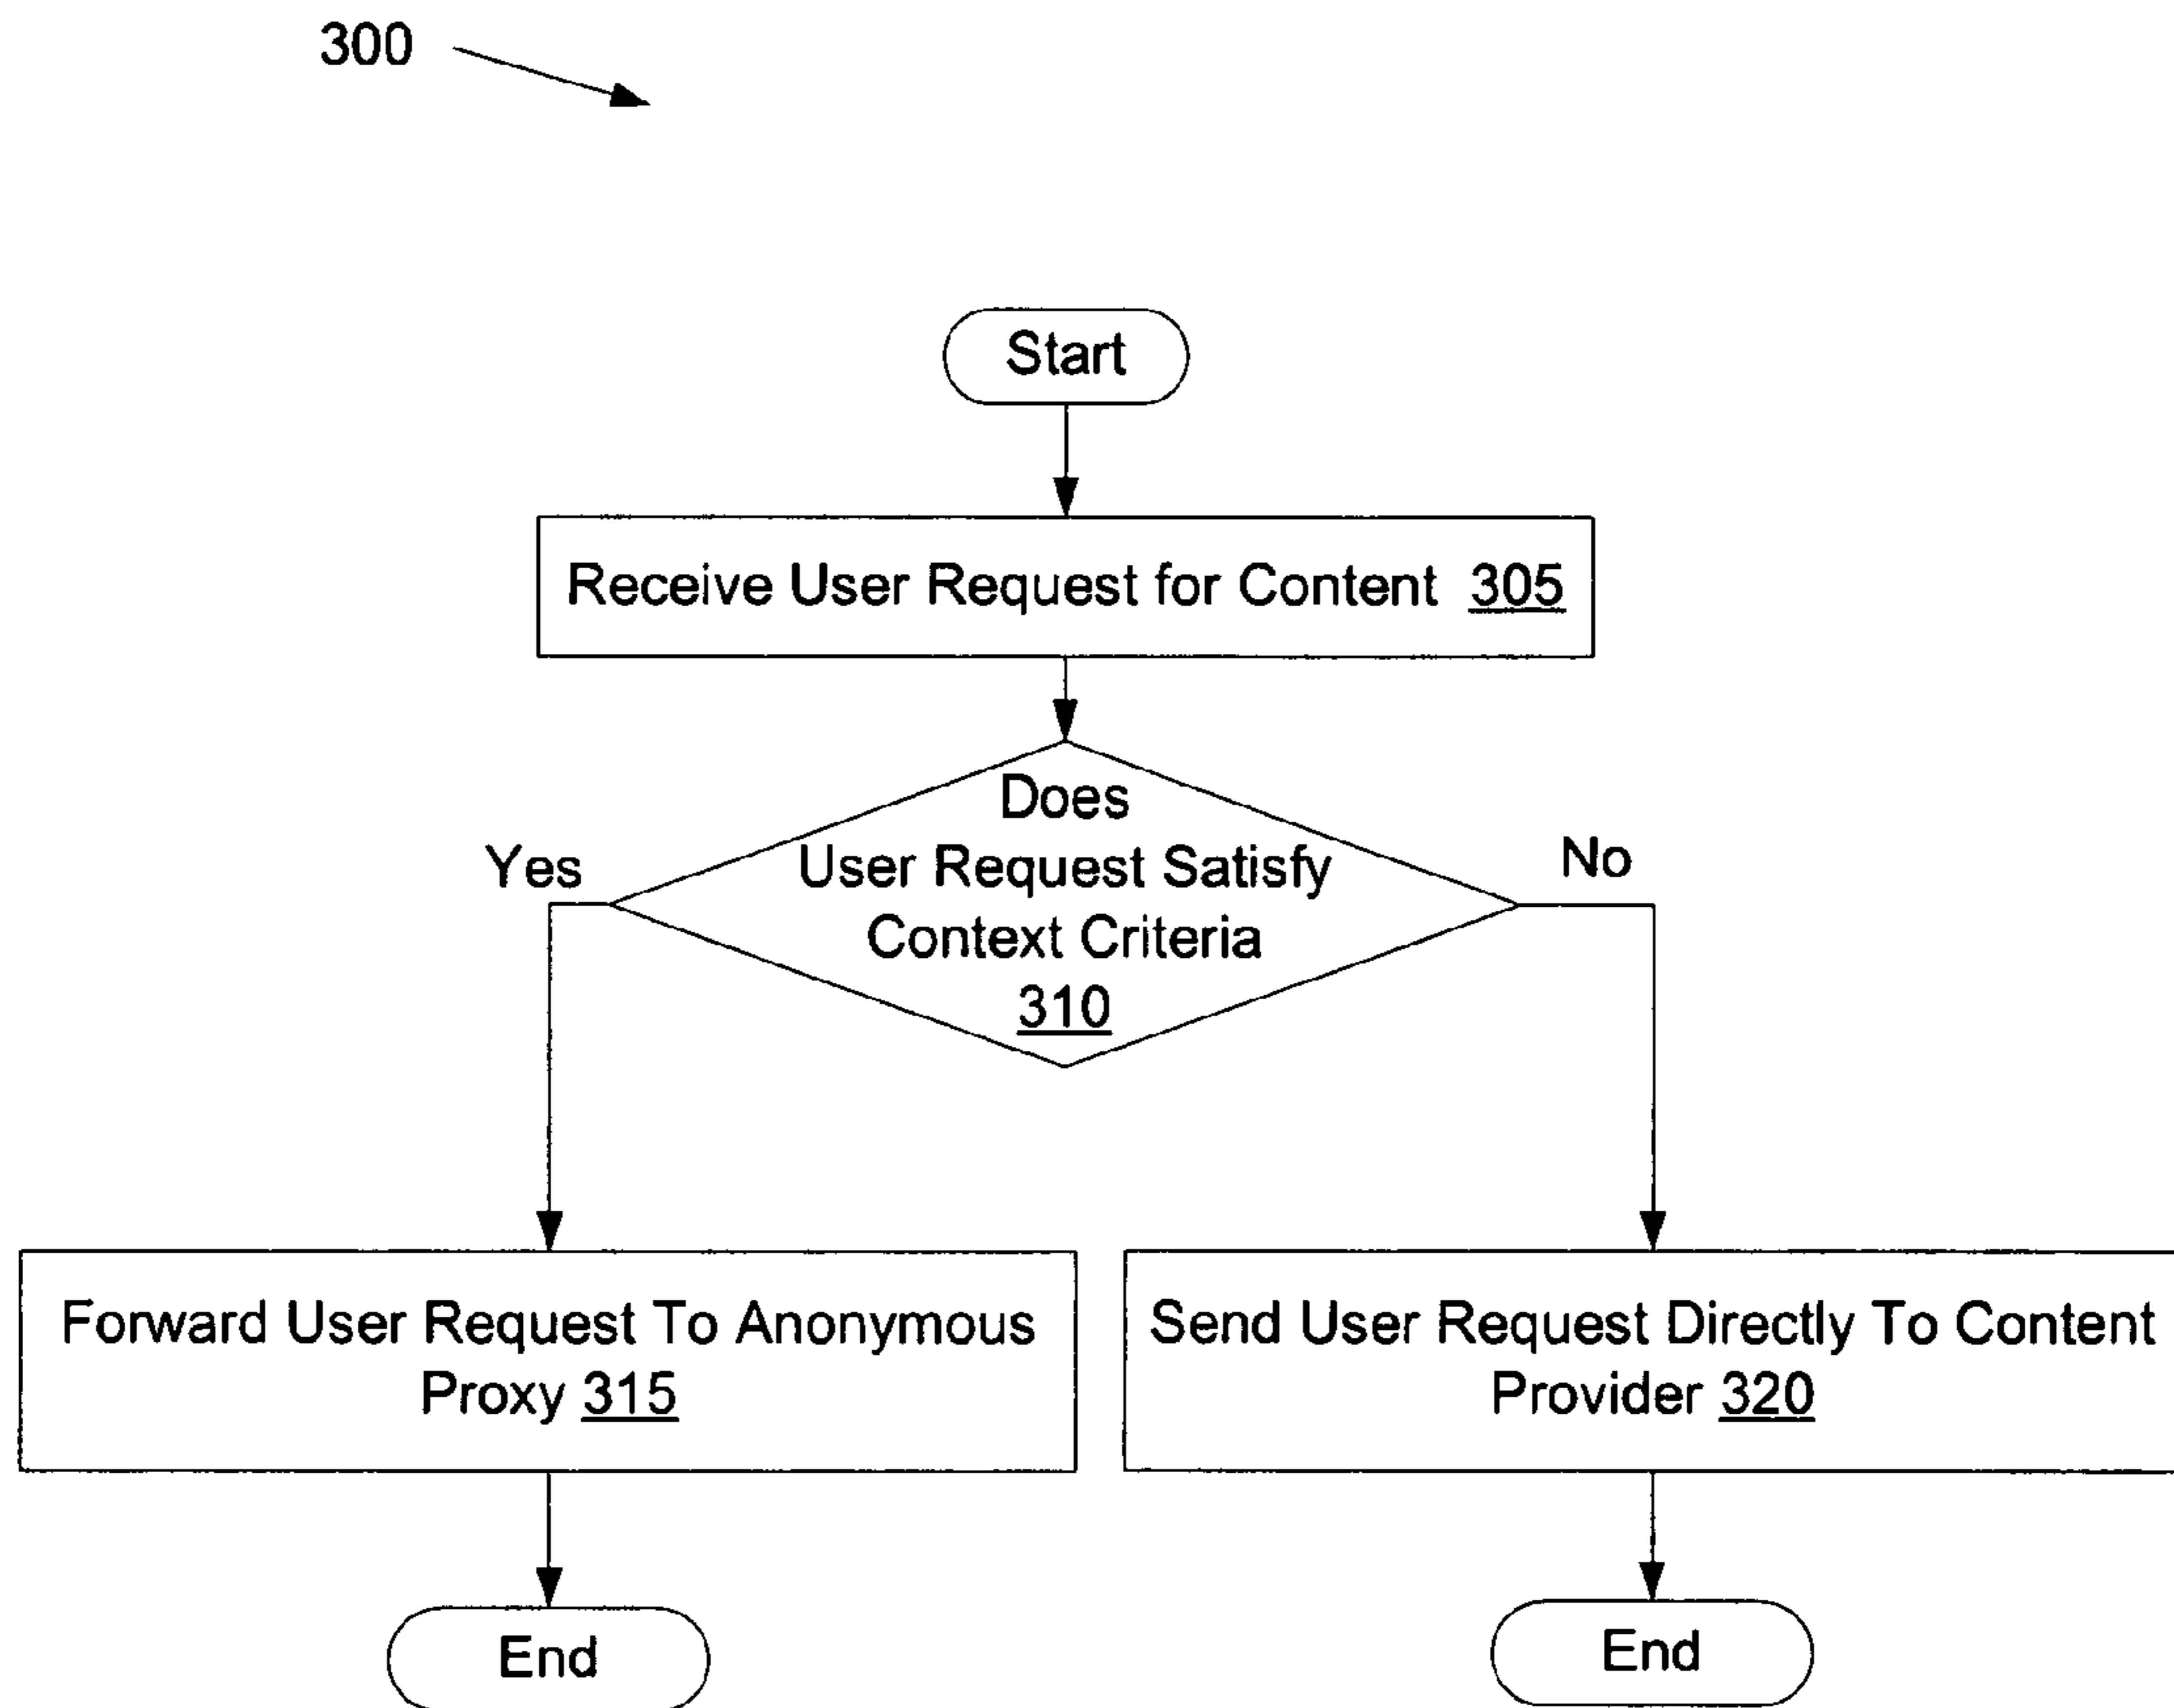 300
Start
Receive User Request for Content 305
Does
User Request Satisfy
Context Criteria
310
Yes
No
Forward User Request To Anonymous
Proxy 315
Send User Request Directly To Content
Provider 320
End
End